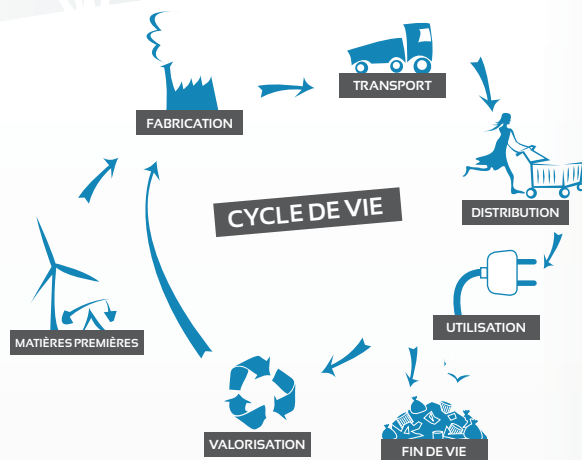 TRANSPORT
FABRICATION
CYCLE DE VIE
DISTRIBUTION
UTILISATION
MATIÈRES PREMIÈRES
VALORISATION
FIN DE VIE